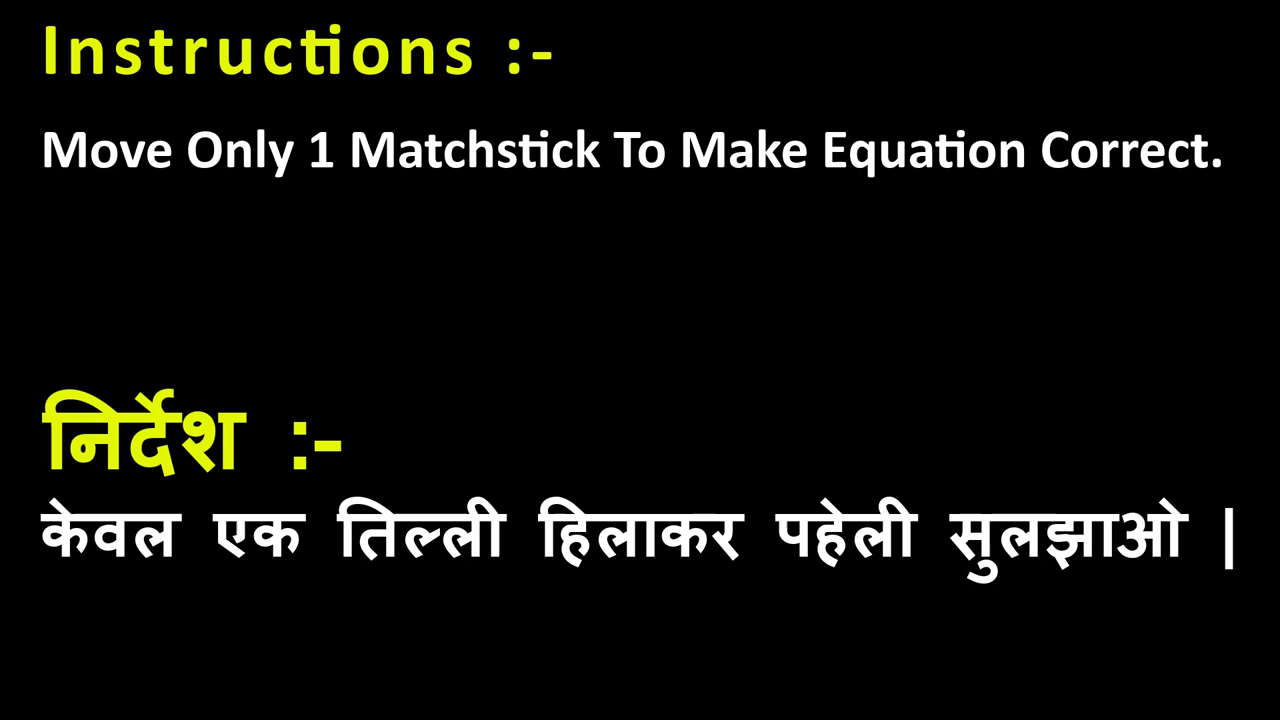 Instructions :-
Move Only 1 Matchstick To Make Equation Correct.
निर्देश :-
केवल एक तिल्ली हिलाकर पहेली सुलझाओ |